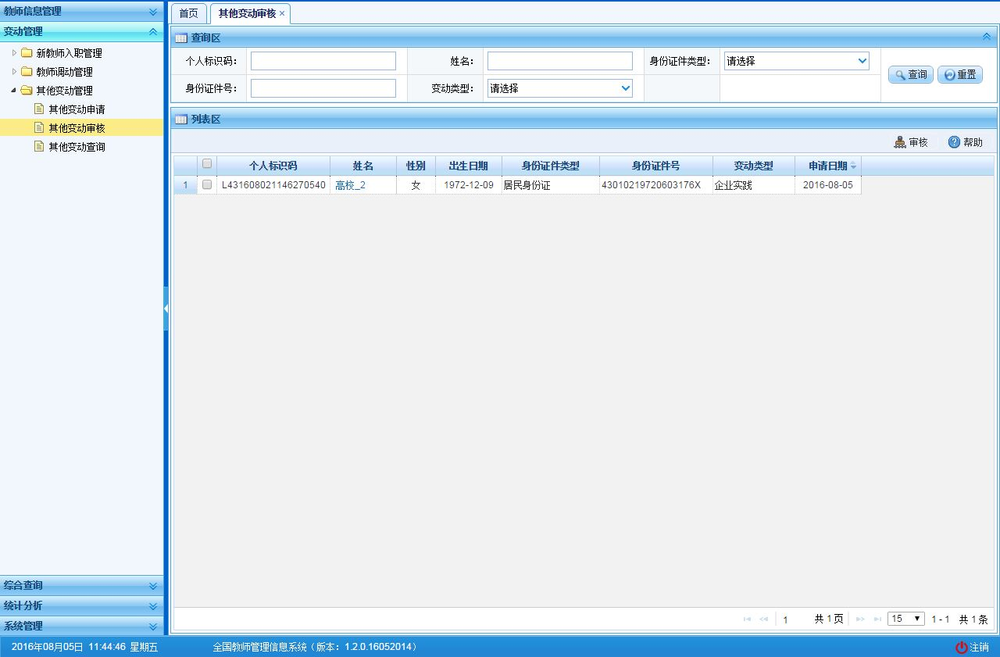 教师信息管理
首页 其他变动审核 ×
变动管理
查询区
新教师入职管理
个人标识码： 姓名： 身份证件类型： 请选择
教师调动管理
查询 重置
其他变动管理
身份证件号： 变动类型： 请选择
其他变动申请
列表区
其他变动审核
审核 帮助
其他变动查询
个人标识码 姓名 性别 出生日期 身份证件类型 身份证件号 变动类型 申请日期
1 L431608021146270540 高校_2 女 1972-12-09 居民身份证 43010219720603176X 企业实践 2016-08-05
综合查询
统计分析
1 共 1 页 15 1 - 1 共 1 条
系统管理
2016年08月05日 11:44:46 星期五 全国教师管理信息系统（版本：1.2.0.16052014） 注销